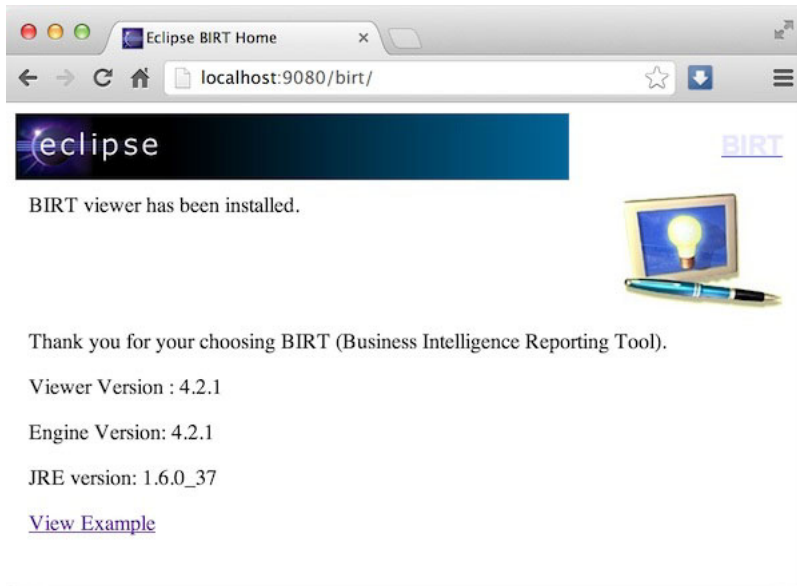 Eclipse BIRT Home
localhost:9080/birt/
eclipse
BIRT
BIRT viewer has been installed.
Thank you for your choosing BIRT (Business Intelligence Reporting Tool).
Viewer Version : 4.2.1
Engine Version: 4.2.1
JRE version: 1.6.0_37
View Example